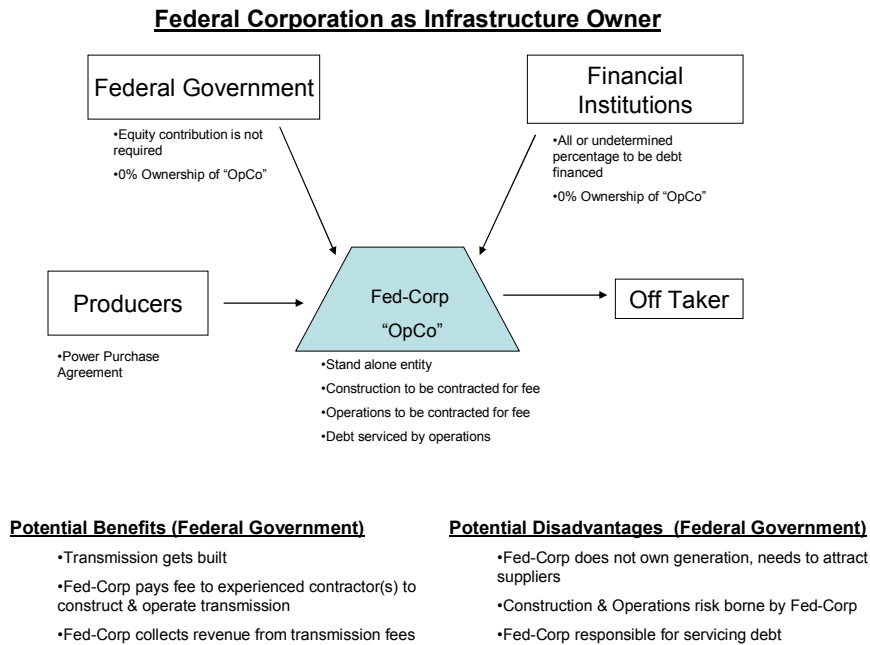 Federal Corporation as Infrastructure Owner
Federal Government
•Equity contribution is not
required
•0% Ownership of “OpCo”
Financial
Institutions
•All or undetermined
percentage to be debt
financed
•0% Ownership of “OpCo”
Producers
•Power Purchase
Agreement
Fed-Corp
“OpCo”
•Stand alone entity
•Construction to be contracted for fee
•Operations to be contracted for fee
•Debt serviced by operations
Off Taker
Potential Benefits (Federal Government)
•Transmission gets built
•Fed-Corp pays fee to experienced contractor(s) to
construct & operate transmission
•Fed-Corp collects revenue from transmission fees
Potential Disadvantages (Federal Government)
•Fed-Corp does not own generation, needs to attract
suppliers
•Construction & Operations risk borne by Fed-Corp
•Fed-Corp responsible for servicing debt